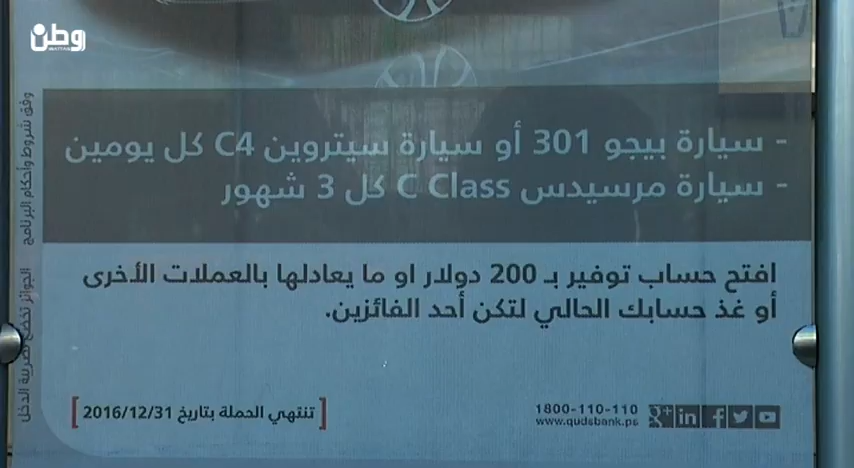 وطن
WATTAN
- سيارة بيجو 301 أو سيارة سيتروين C4 كل يومين
- سيارة مرسيدس C Class كل 3 شهور
افتح حساب توفير بـ 200 دولار او ما يعادلها بالعملات الأخرى
أو غذ حسابك الحالي لتكن أحد الفائزين.
[تنتهي الحملة بتاريخ 2016/12/31]
1800-110-110
www.qudsbank.ps
وفق شروط وأحكام البرنامج
الجوائز تخضع لضريبة الدخل